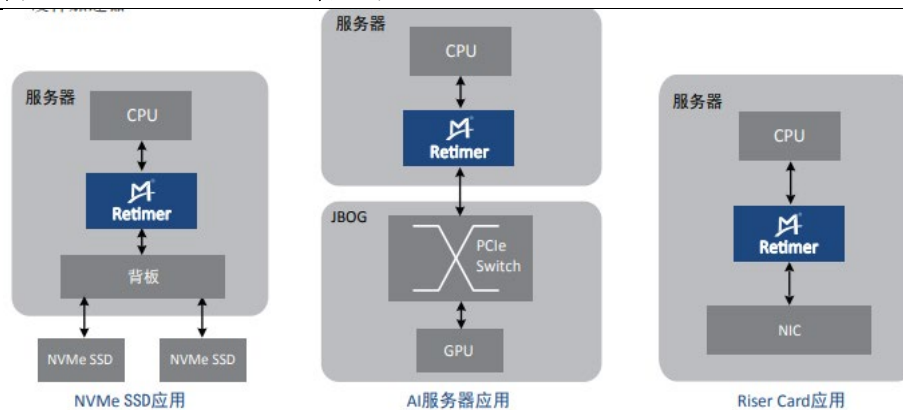 服务器
CPU
Retimer
背板
NVMe SSD
NVMe SSD
NVMe SSD应用
服务器
CPU
Retimer
JBOG
PCIe
Switch
GPU
AI服务器应用
服务器
CPU
Retimer
NIC
Riser Card应用